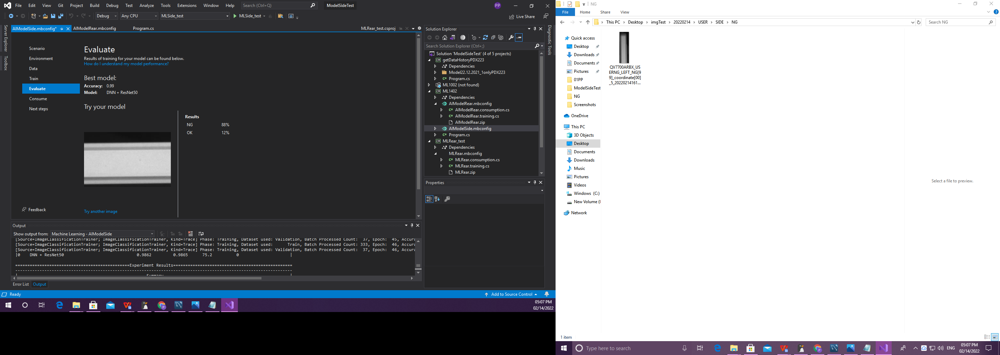 File Edit View Git Project Build Debug Test Analyze Tools Extensions Window Help Search (Ctrl+Q) ModelSideTest PP
Debug Any CPU MLSide_test MLSide_test Live Share
Server Explorer
Toolbox
AIModelSide.mbconfig* AIModelRear.mbconfig Program.cs MLRear_test.csproj
Scenario
Environment
Data
Train
Evaluate
Consume
Next steps
Feedback
Evaluate
Results of training for your model can be found below.
How do I understand my model performance?
Best model:
Accuracy: 0.99
Model: DNN + ResNet50
Try your model
Results
NG 88%
OK 12%
Try another image
Output
Show output from: Machine Learning - AIModelSide
[Source=ImageClassificationTrainer; ImageClassificationTrainer, Kind=Trace] Phase: Training, Dataset used: Validation, Batch Processed Count: 37, Epoch: 45, Accura
[Source=ImageClassificationTrainer; ImageClassificationTrainer, Kind=Trace] Phase: Training, Dataset used: Train, Batch Processed Count: 333, Epoch: 46, Accura
[Source=ImageClassificationTrainer; ImageClassificationTrainer, Kind=Trace] Phase: Training, Dataset used: Validation, Batch Processed Count: 37, Epoch: 46, Accura
|0 DNN + ResNet50 0.9862 0.9865 75.2 0 |
===============================================Experiment Results=================================================
------------------------------------------------------------------------------------------------------------------
| Summary |
Error List Output
Ready Add to Source Control
05:07 PM
02/14/2022
Solution Explorer
Search Solution Explorer (Ctrl+;)
Solution 'ModelSideTest' (4 of 5 projects)
getDataHistoryPDX223
Dependencies
Model22.12.2021_1onlyPDX223
Program.cs
ML1002 (not found)
ML1402
Dependencies
AIModelRear.mbconfig
AIModelRear.consumption.cs
AIModelRear.training.cs
AIModelRear.zip
AIModelSide.mbconfig
Program.cs
MLRear_test
Dependencies
MLRear.mbconfig
MLRear.consumption.cs
MLRear.training.cs
MLRear.zip
Properties
Diagnostic Tools
NG
File Home Share View
This PC Desktop imgTest 20220214 USER SIDE NG Search NG
Quick access
Desktop
Downloads
Documents
Pictures
01PP
ModelSideTest
NG
Screenshots
OneDrive
This PC
3D Objects
Desktop
Documents
Downloads
Music
Pictures
Videos
Windows (C:)
New Volume (
Network
QV7700ARBX_US
ERNG_LEFT_NG[9
9]_coordinate[00]
_5_20220214161...
Select a file to preview.
1 item
Type here to search ENG
05:07 PM
02/14/2022